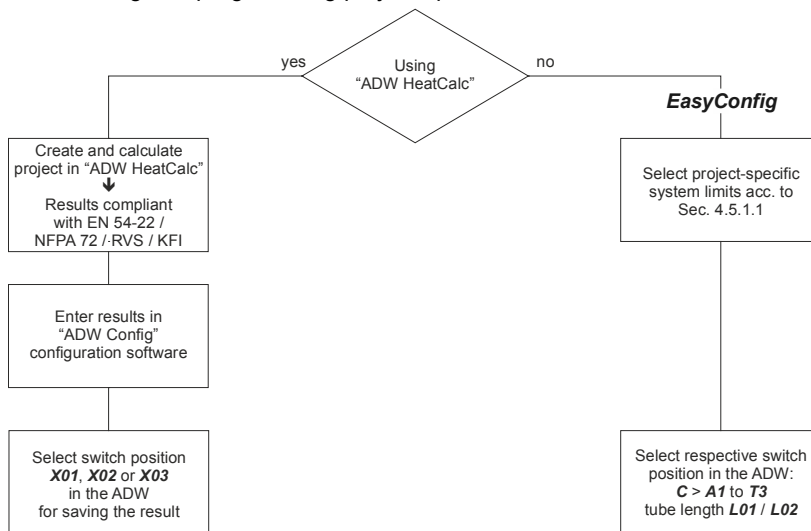 Using
“ADW HeatCalc”
yes
no
EasyConfig
Create and calculate
project in “ADW HeatCalc”
Results compliant
with EN 54-22 /
NFPA 72 /·RVS / KFI
Select project-specific
system limits acc. to
Sec. 4.5.1.1
Enter results in
“ADW Config”
configuration software
Select switch position
X01, X02 or X03
in the ADW
for saving the result
Select respective switch
position in the ADW:
C > A1 to T3
tube length L01 / L02